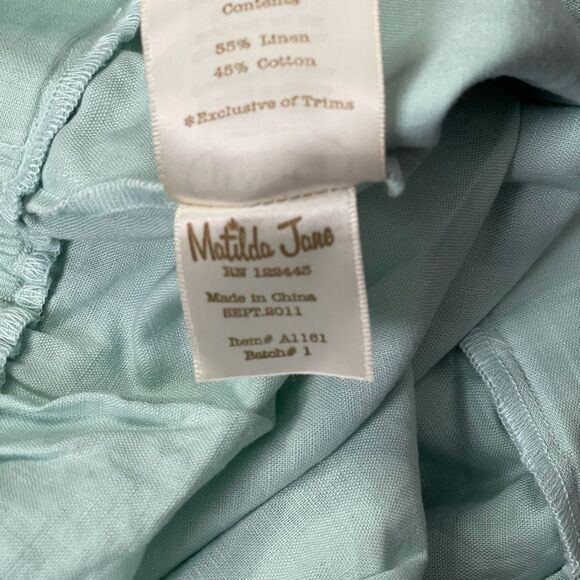 Contents
55% Linen
45% Cotton
*Exclusive of Trims
Matilda Jane
RN 122443
Made in China
SEPT.2011
Item# A1161
Batch# 1